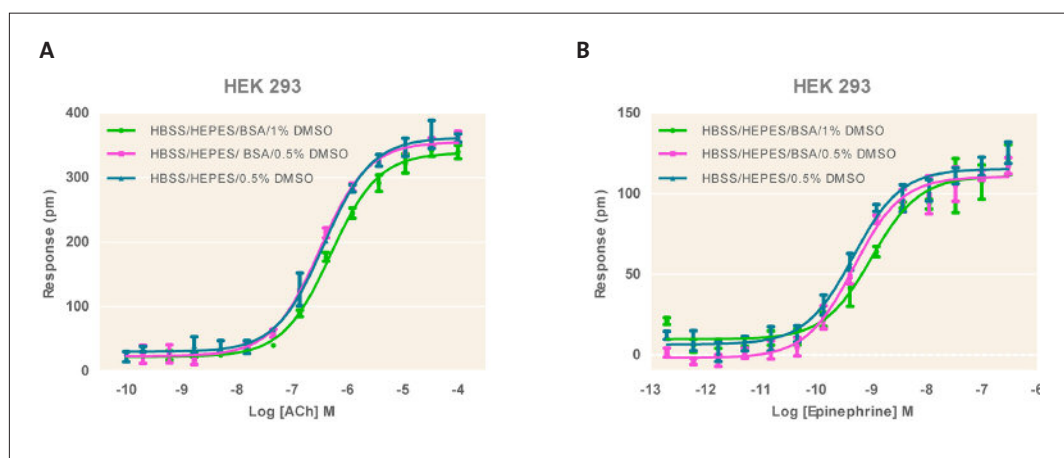 A
HEK 293
400
300
200
100
0
Response (pm)
HBSS/HEPES/BSA/1% DMSO
HBSS/HEPES/ BSA/0.5% DMSO
HBSS/HEPES/0.5% DMSO
-10 -9 -8 -7 -6 -5 -4
Log [ACh] M
B
HEK 293
150
100
50
0
Response (pm)
HBSS/HEPES/BSA/1% DMSO
HBSS/HEPES/BSA/0.5% DMSO
HBSS/HEPES/0.5% DMSO
-13 -12 -11 -10 -9 -8 -7 -6
Log [Epinephrine] M